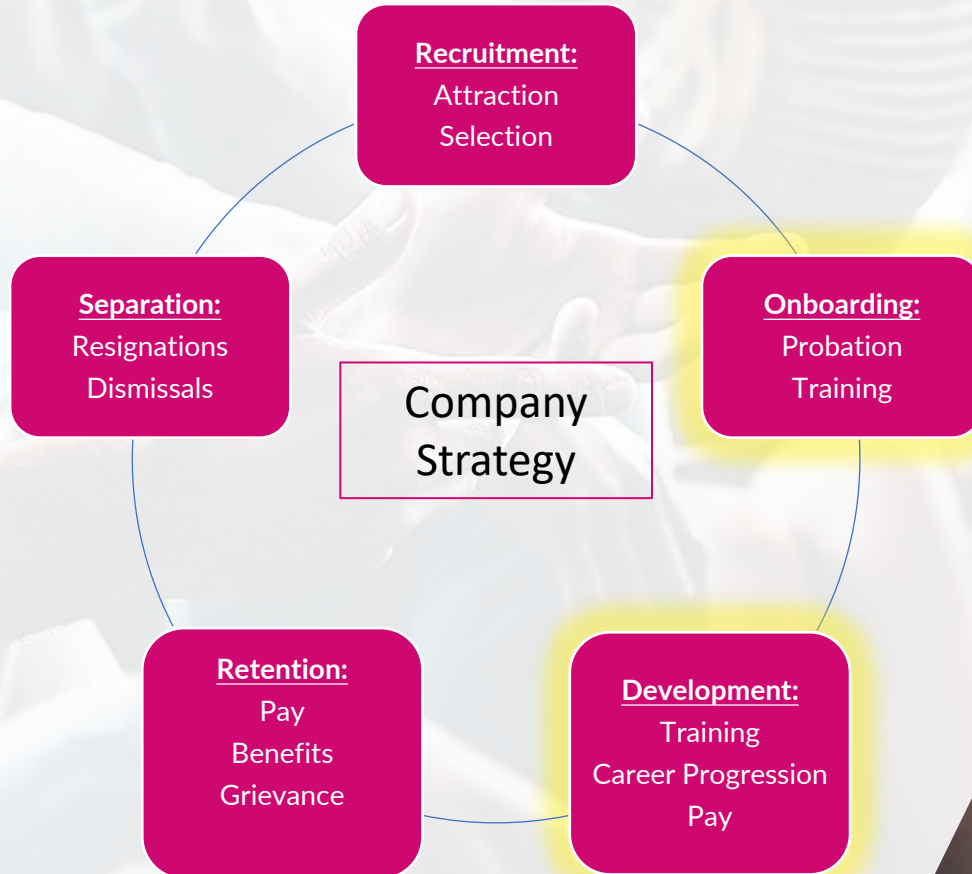 Recruitment:
Attraction
Selection
Onboarding:
Probation
Training
Development:
Training
Career Progression
Pay
Retention:
Pay
Benefits
Grievance
Separation:
Resignations
Dismissals
Company
Strategy